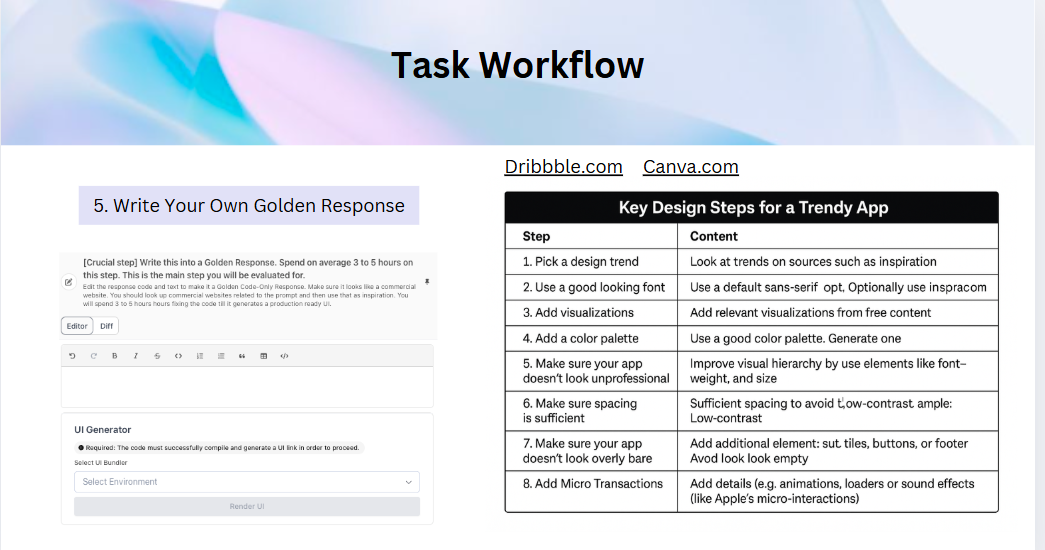 Task Workflow
Dribbble.com Canva.com
5. Write Your Own Golden Response
[Crucial step] Write this into a Golden Response. Spend on average 3 to 5 hours on
this step. This is the main step you will be evaluated for.
Edit the response code and text to make it a Golden Code-Only Response. Make sure it looks like a commercial
website. You should look up commercial websites related to the prompt and then use that as inspiration. You
will spend 3 to 5 hours hours fixing the code till it generates a production ready UI.
Editor Diff
UI Generator
Required: The code must successfully compile and generate a UI link in order to proceed.
Select UI Bundler
Select Environment
Render UI
Key Design Steps for a Trendy App
Step Content
1. Pick a design trend Look at trends on sources such as inspiration
2. Use a good looking font Use a default sans-serif opt. Optionally use inspracom
3. Add visualizations Add relevant visualizations from free content
4. Add a color palette Use a good color palette. Generate one
5. Make sure your app Improve visual hierarchy by use elements like font–
doesn't look unprofessional weight, and size
6. Make sure spacing Sufficient spacing to avoid ample:
is sufficient Low-contrast
7. Make sure your app Add additional element: sut. tiles, buttons, or footer
doesn't look overly bare Avod look look empty
8. Add Micro Transactions Add details (e.g. animations, loaders or sound effects
(like Apple's micro-interactions)